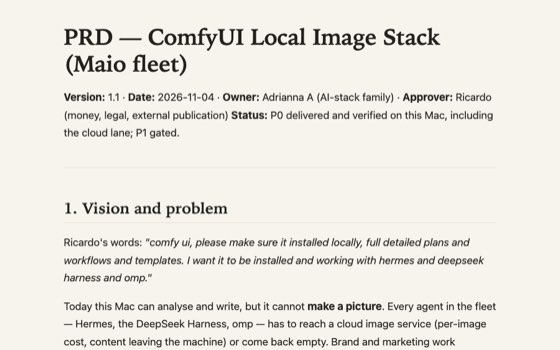 PRD — ComfyUI Local Image Stack
(Maio fleet)
Version: 1.1 · Date: 2026-11-04 · Owner: Adrianna A (AI-stack family) · Approver: Ricardo
(money, legal, external publication) Status: P0 delivered and verified on this Mac, including
the cloud lane; P1 gated.
1. Vision and problem
Ricardo's words: "comfy ui, please make sure it installed locally, full detailed plans and
workflows and templates. I want it to be installed and working with hermes and deepseek
harness and omp."
Today this Mac can analyse and write, but it cannot make a picture. Every agent in the fleet
— Hermes, the DeepSeek Harness, omp — has to reach a cloud image service (per-image
cost, content leaving the machine) or come back empty. Brand and marketing work